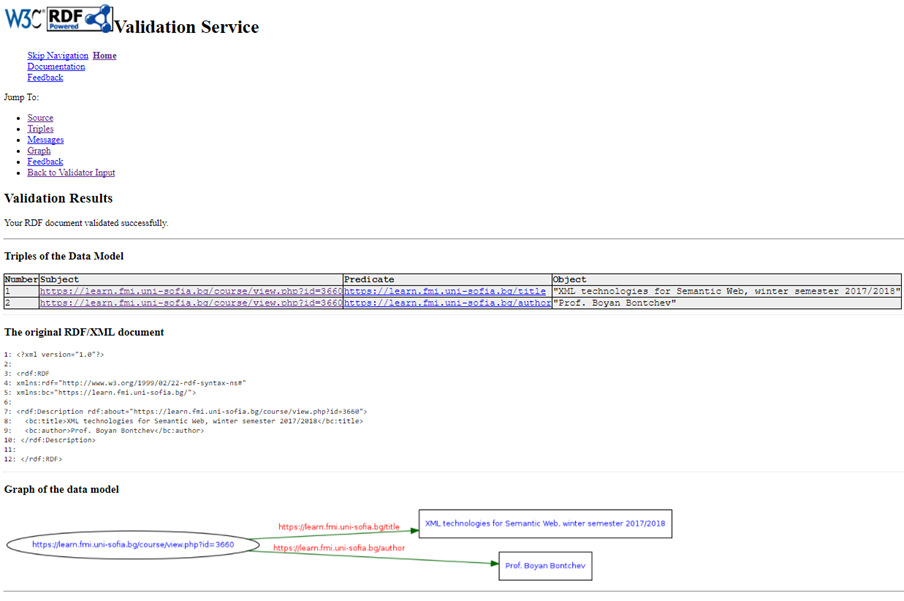 W3C RDF Powered Validation Service
Skip Navigation Home
Documentation
Feedback
Jump To:
Source
Triples
Messages
Graph
Feedback
Back to Validator Input
Validation Results
Your RDF document validated successfully.
Triples of the Data Model
Number Subject Predicate Object
1 https://learn.fmi.uni-sofia.bg/course/view.php?id=3660 https://learn.fmi.uni-sofia.bg/title "XML technologies for Semantic Web, winter semester 2017/2018"
2 https://learn.fmi.uni-sofia.bg/course/view.php?id=3660 https://learn.fmi.uni-sofia.bg/author "Prof. Boyan Bontchev"
The original RDF/XML document
1: <?xml version="1.0"?>
2:
3: <rdf:RDF
4: xmlns:rdf="http://www.w3.org/1999/02/22-rdf-syntax-ns#"
5: xmlns:bc="https://learn.fmi.uni-sofia.bg/">
6:
7: <rdf:Description rdf:about="https://learn.fmi.uni-sofia.bg/course/view.php?id=3660">
8: <bc:title>XML technologies for Semantic Web, winter semester 2017/2018</bc:title>
9: <bc:author>Prof. Boyan Bontchev</bc:author>
10: </rdf:Description>
11:
12: </rdf:RDF>
Graph of the data model
https://learn.fmi.uni-sofia.bg/title
XML technologies for Semantic Web, winter semester 2017/2018
https://learn.fmi.uni-sofia.bg/course/view.php?id=3660
https://learn.fmi.uni-sofia.bg/author
Prof. Boyan Bontchev